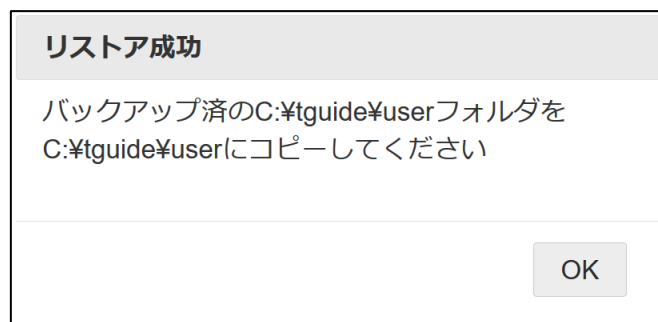 リストア成功
バックアップ済のC:¥tguide¥userフォルダを
C:¥tguide¥userにコピーしてください
OK